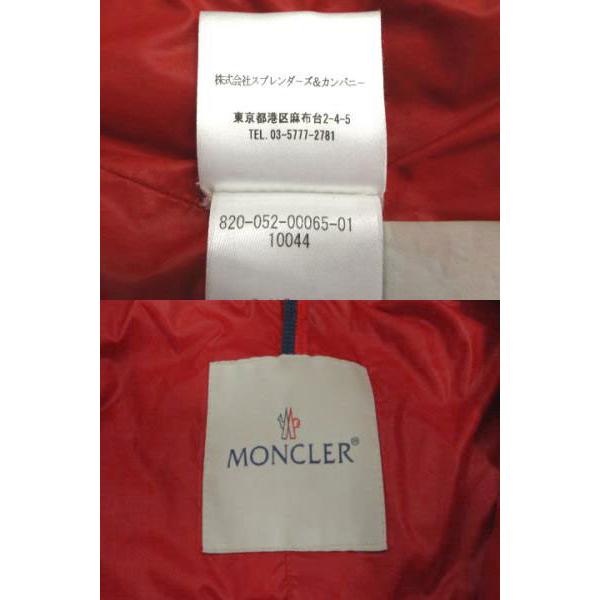 株式会社スプレンダーズ&カンパニー
東京都港区麻布台2-4-5
TEL. 03-5777-2781
820-052-00065-01
10044
MONCLER®